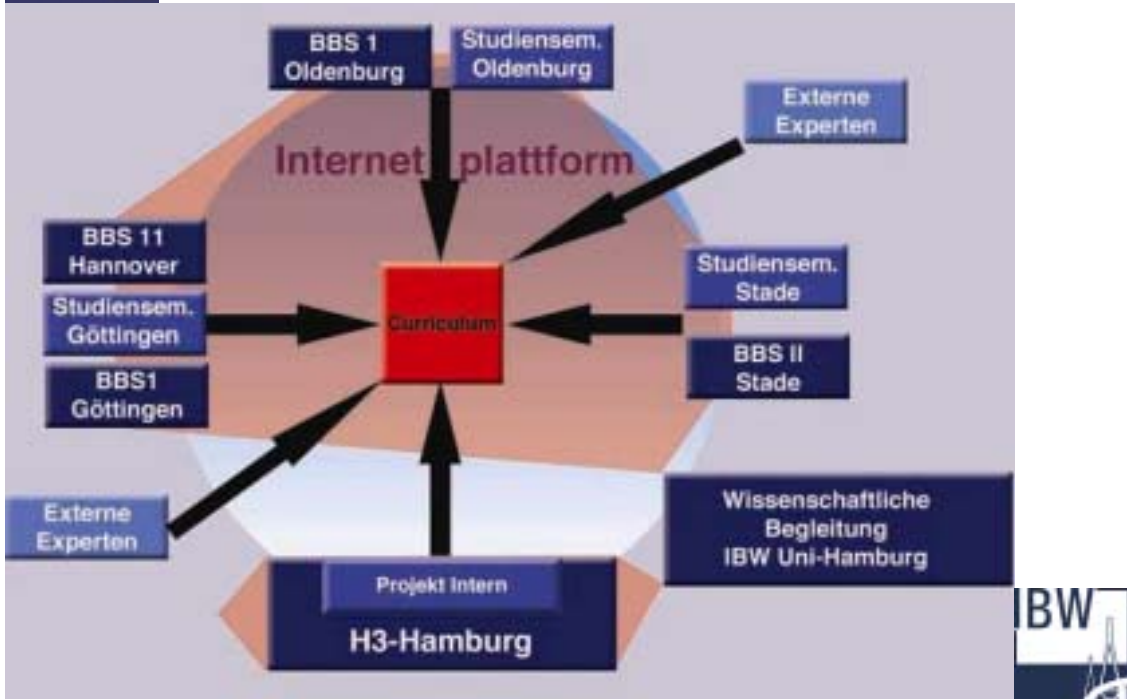 BBS 1
Oldenburg
Studiensem.
Oldenburg
Externe
Experten
Internet plattform
BBS 11
Hannover
Studiensem.
Göttingen
BBS1
Göttingen
Curriculum
Studiensem.
Stade
BBS II
Stade
Externe
Experten
Wissenschaftliche
Begleitung
IBW Uni-Hamburg
Projekt Intern
H3-Hamburg
IBW